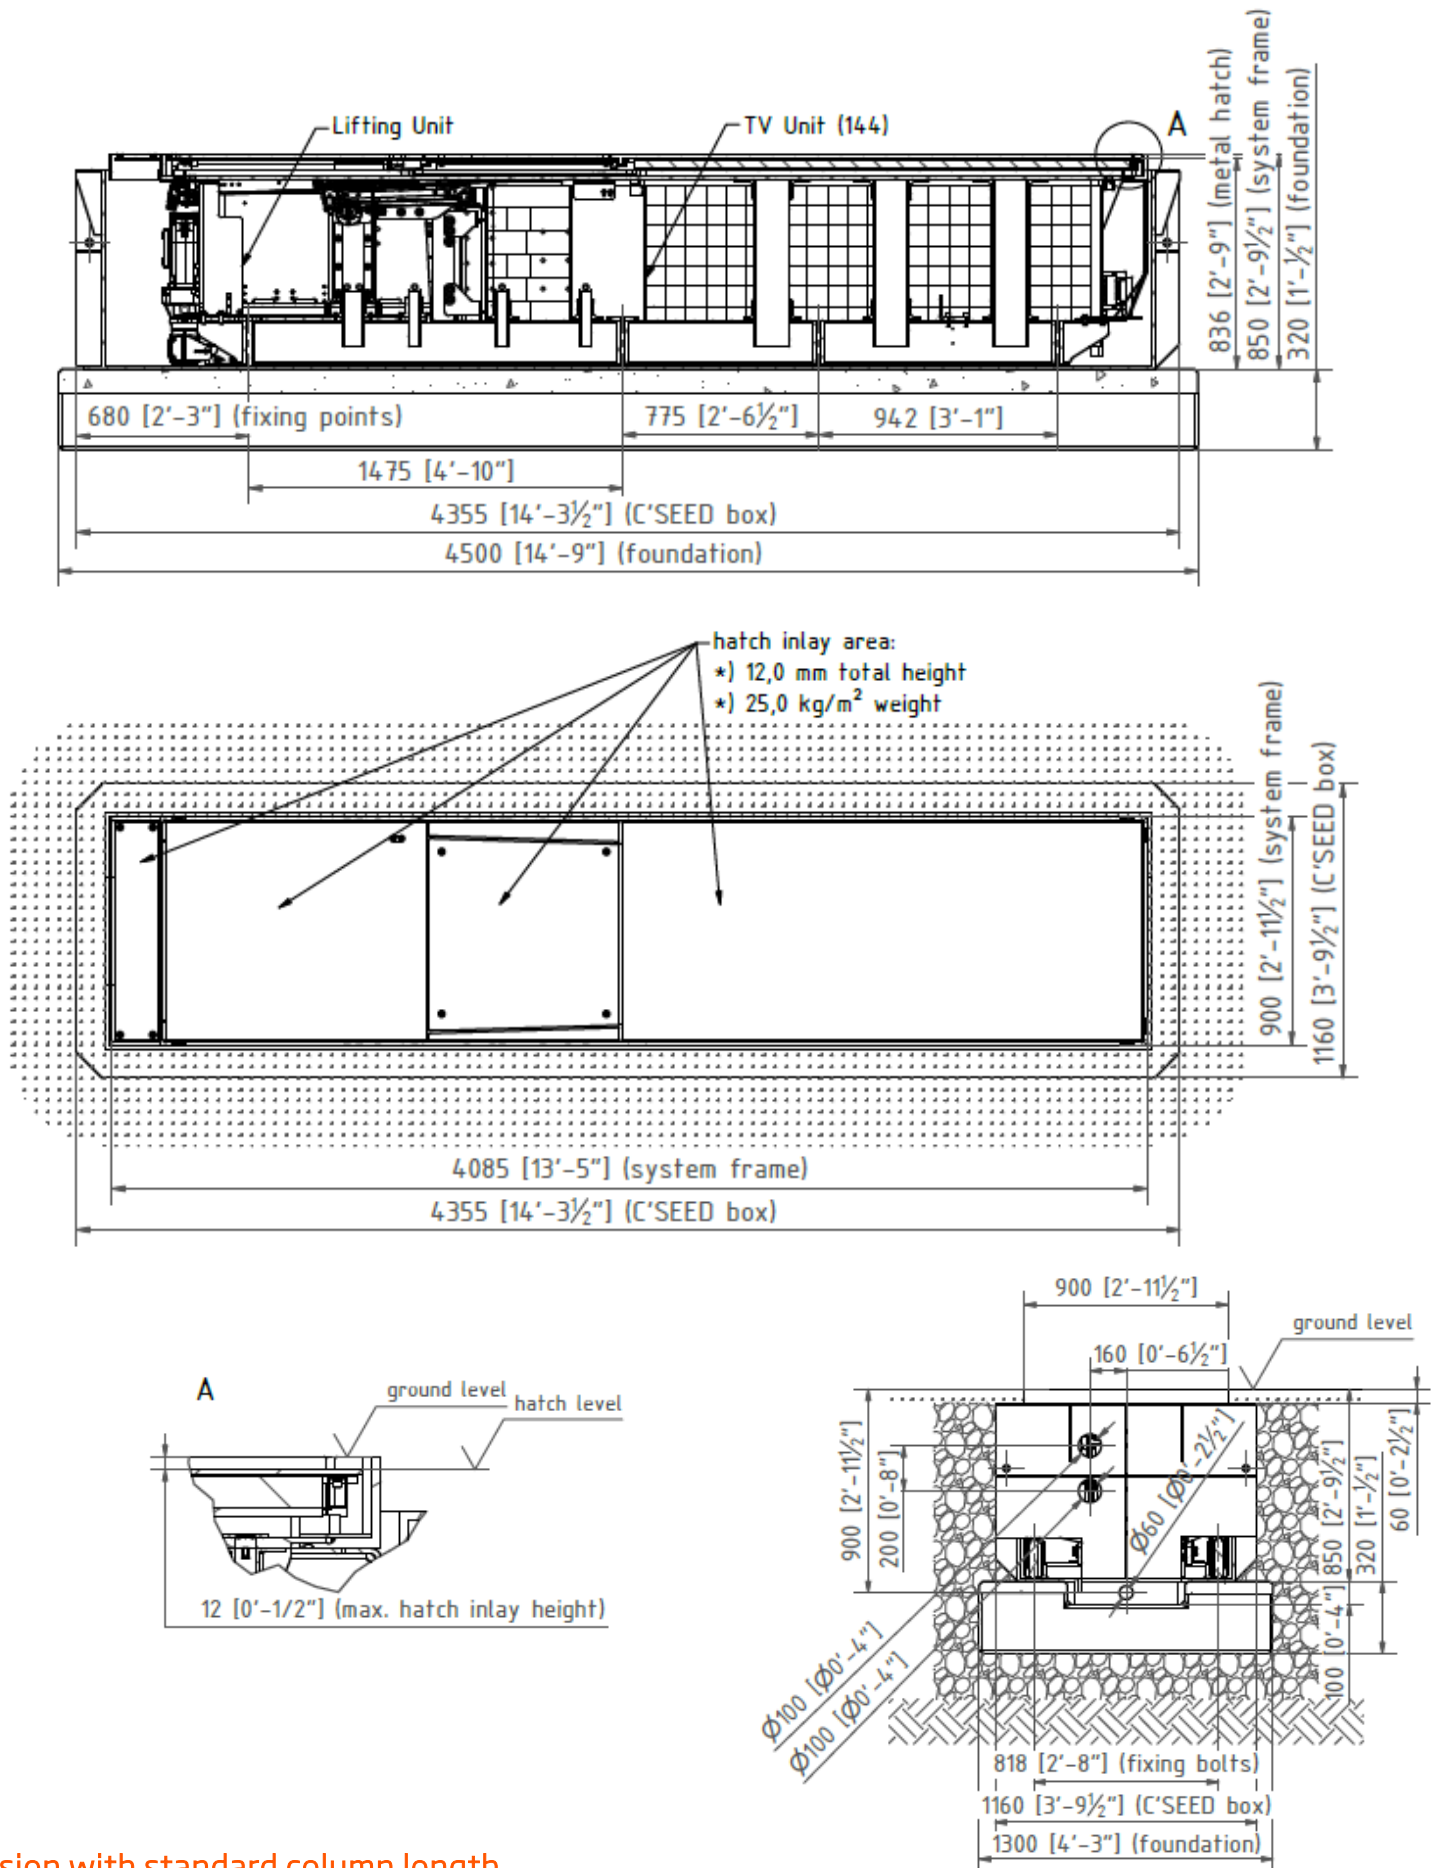 Lifting Unit
TV Unit (144)
A
836 [2'-9"] (metal hatch)
850 [2'-9½"] (system frame)
320 [1'-½"] (foundation)
680 [2'-3"] (fixing points)
775 [2'-6½"]
942 [3'-1"]
1475 [4'-10"]
4355 [14'-3½"] (C'SEED box)
4500 [14'-9"] (foundation)
hatch inlay area:
*) 12,0 mm total height
*) 25,0 kg/m² weight
900 [2'-11½"] (system frame)
1160 [3'-9½"] (C'SEED box)
4085 [13'-5"] (system frame)
4355 [14'-3½"] (C'SEED box)
A
ground level
hatch level
12 [0'-1/2"] (max. hatch inlay height)
900 [2'-11½"]
ground level
160 [0'-6½"]
900 [2'-11½"]
200 [0'-8"]
Ø60 [Ø0'-2½"]
850 [2'-9½"]
320 [1'-½"]
60 [0'-2½"]
100 [0'-4"]
Ø100 [Ø0'-4"]
Ø100 [Ø0'-4"]
818 [2'-8"] (fixing bolts)
1160 [3'-9½"] (C'SEED box)
1300 [4'-3"] (foundation)
with standard column length